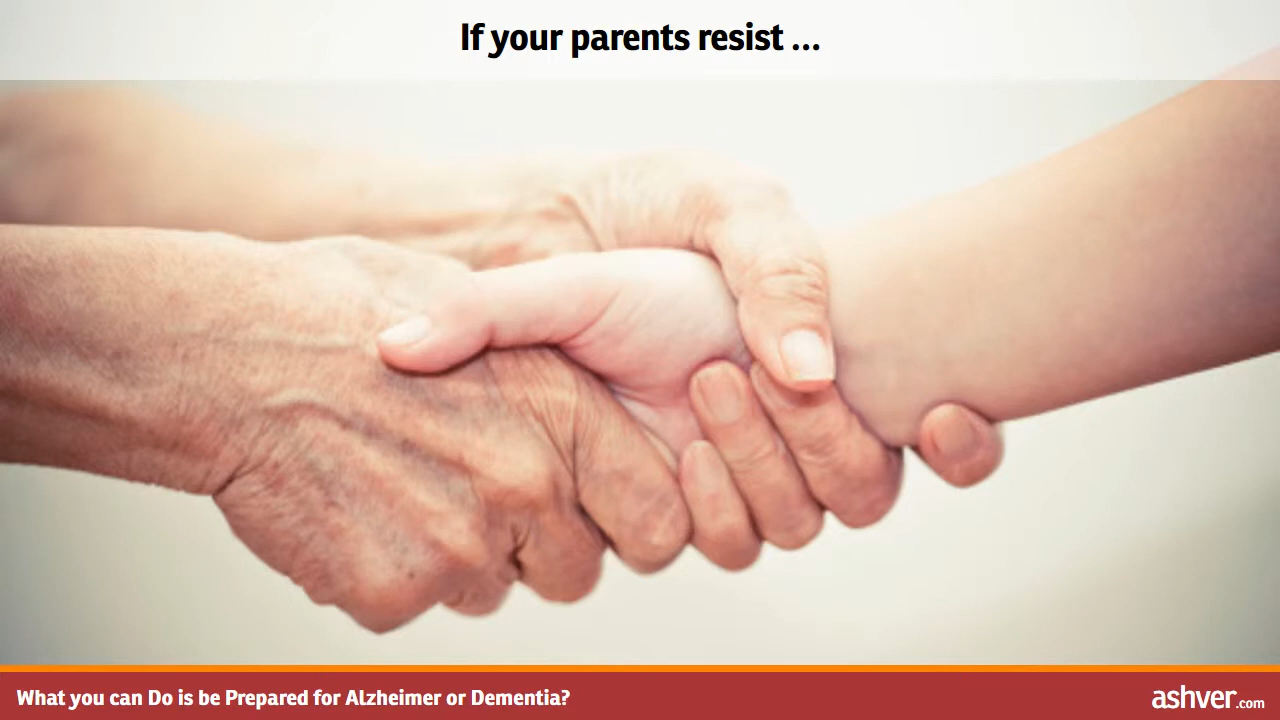 If your parents resist ...
What you can Do is be Prepared for ALzheimer or Dementia?
ashver.com